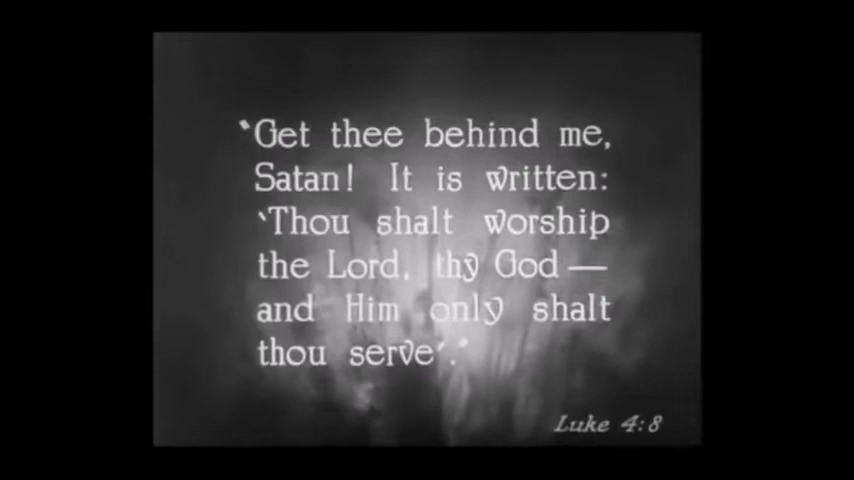 "Get thee behind me,
Satan! It is written:
'Thou shalt worship
the Lord, thy God —
and Him only shalt
thou serve'."
Luke 4:8